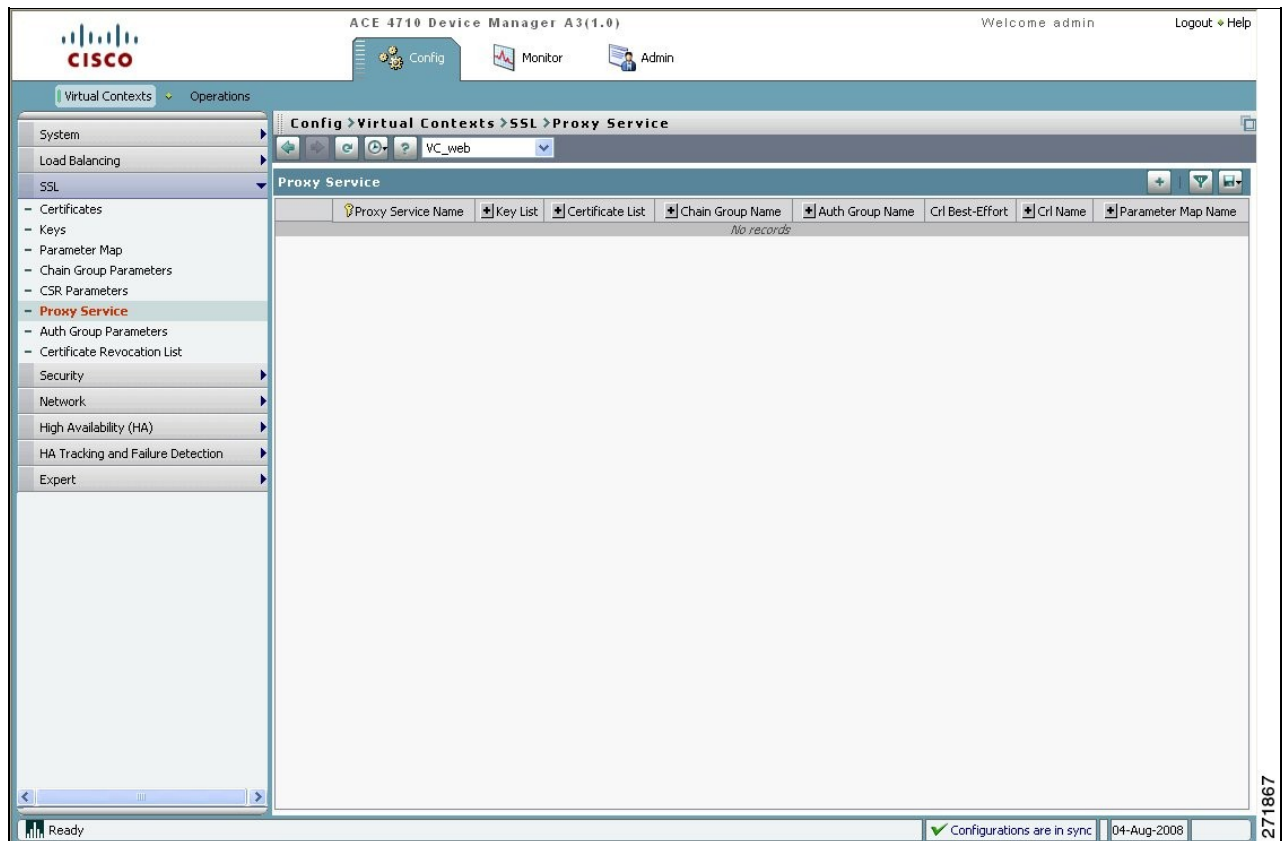 ACE 4710 Device Manager A3(1.0)
Welcome admin
Logout Help
CISCO
Config
Monitor
Admin
Virtual Contexts
Operations
Config > Virtual Contexts > SSL > Proxy Service
VC_web
System
Load Balancing
SSL
Certificates
Keys
Parameter Map
Chain Group Parameters
CSR Parameters
Proxy Service
Auth Group Parameters
Certificate Revocation List
Security
Network
High Availability (HA)
HA Tracking and Failure Detection
Expert
Proxy Service
Proxy Service Name
Key List
Certificate List
Chain Group Name
Auth Group Name
Crl Best-Effort
Crl Name
Parameter Map Name
No records
Ready
Configurations are in sync
04-Aug-2008
271867